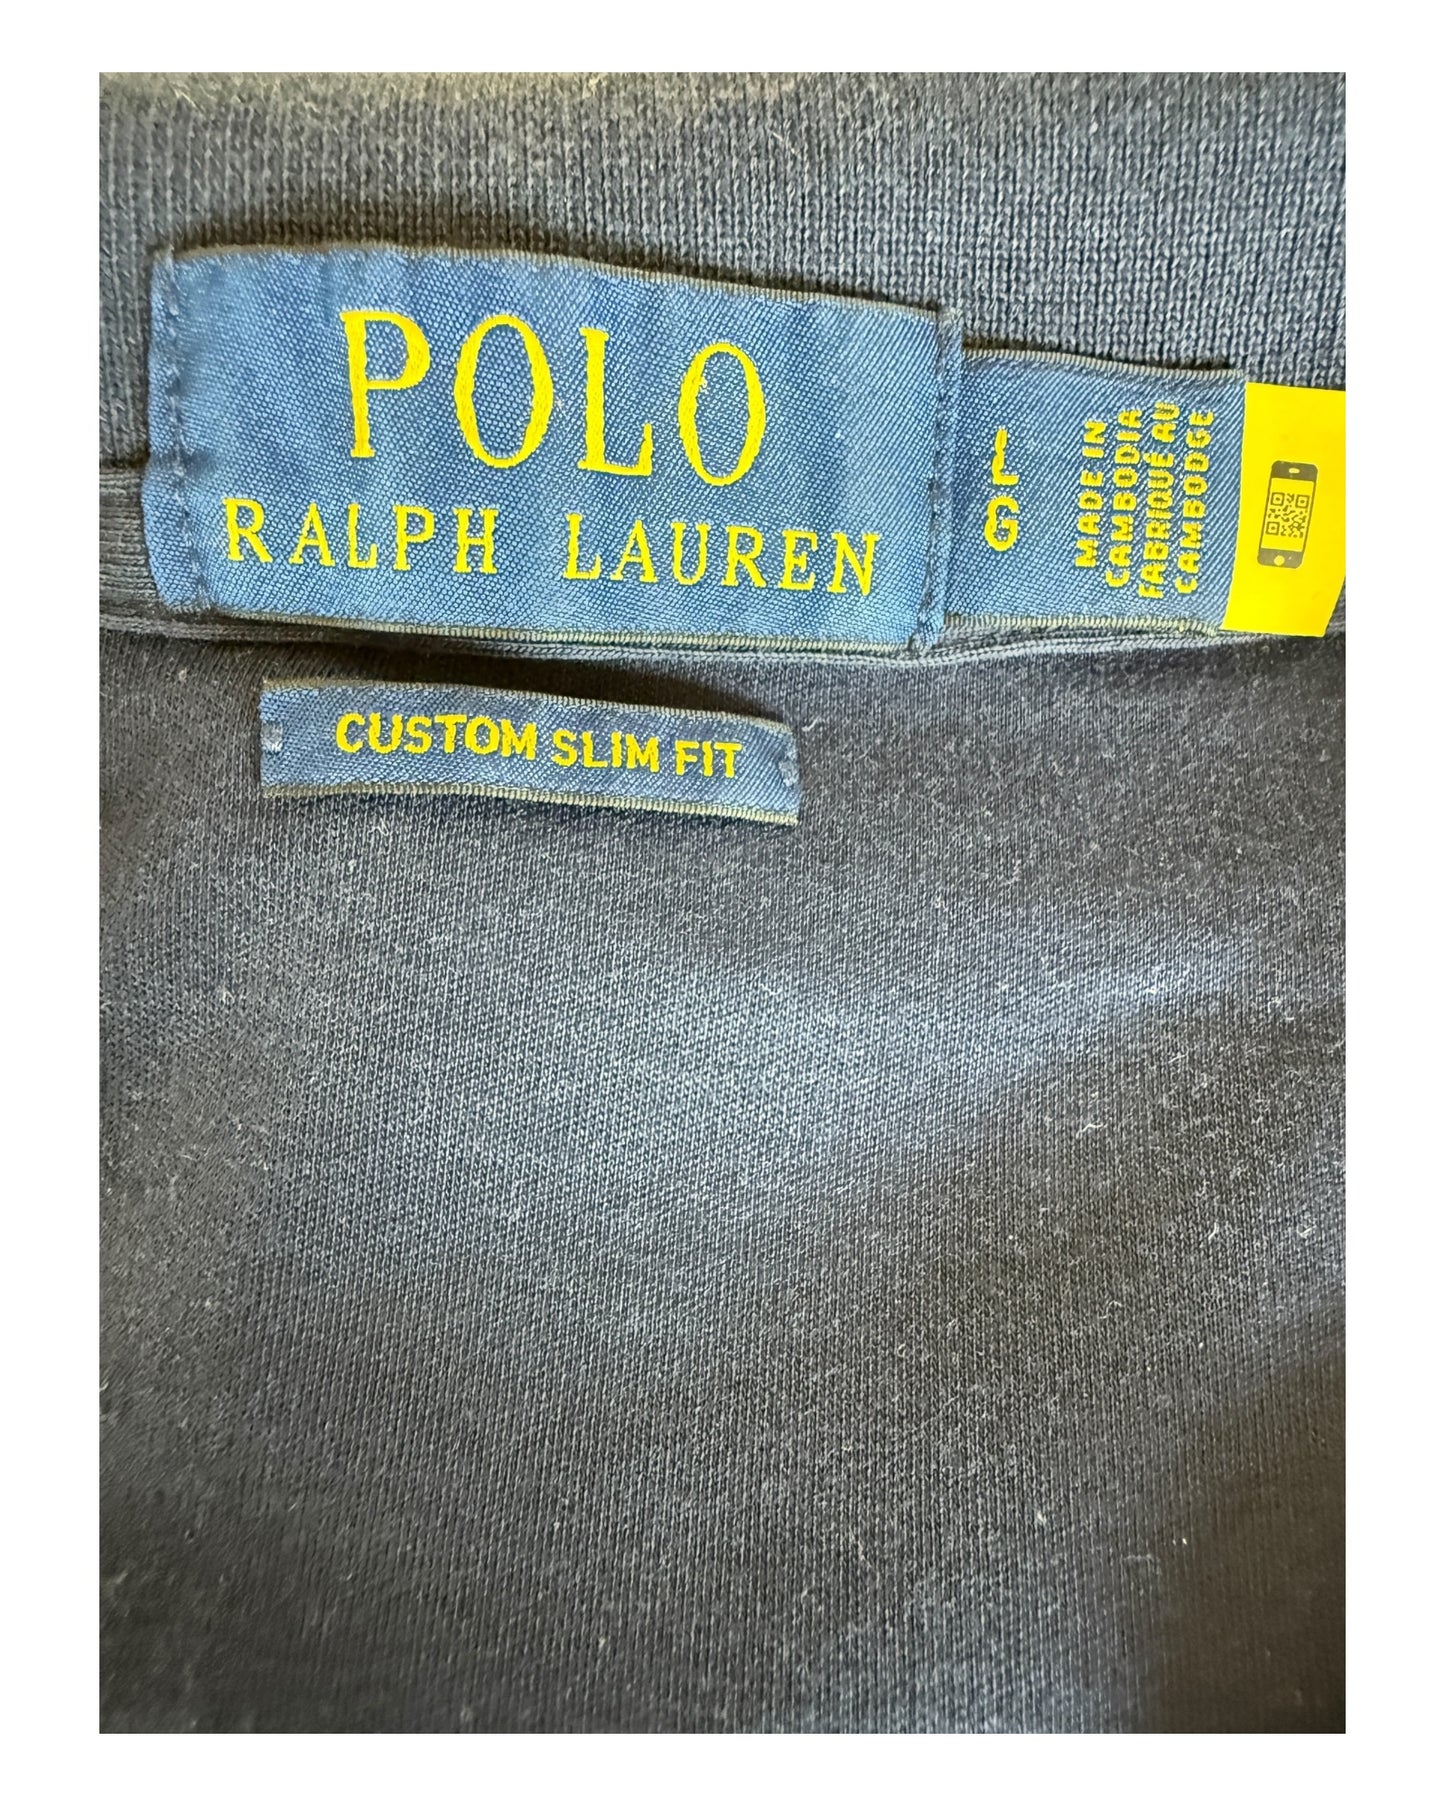 POLO
RALPH LAUREN
L
G
MADE IN
CAMBODIA
FABRIQUÉ AU
CAMBODGE
CUSTOM SLIM FIT